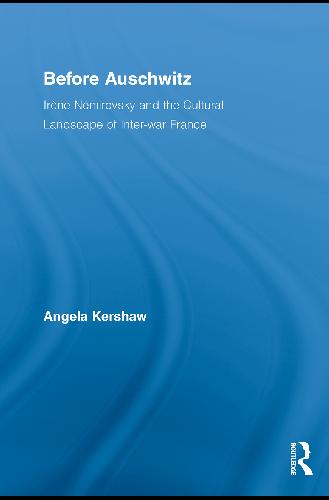 Before Auschwitz
Irène Némirovsky and the Cultural
Landscape of Inter-war France
Angela Kershaw
ROUTLEDGE